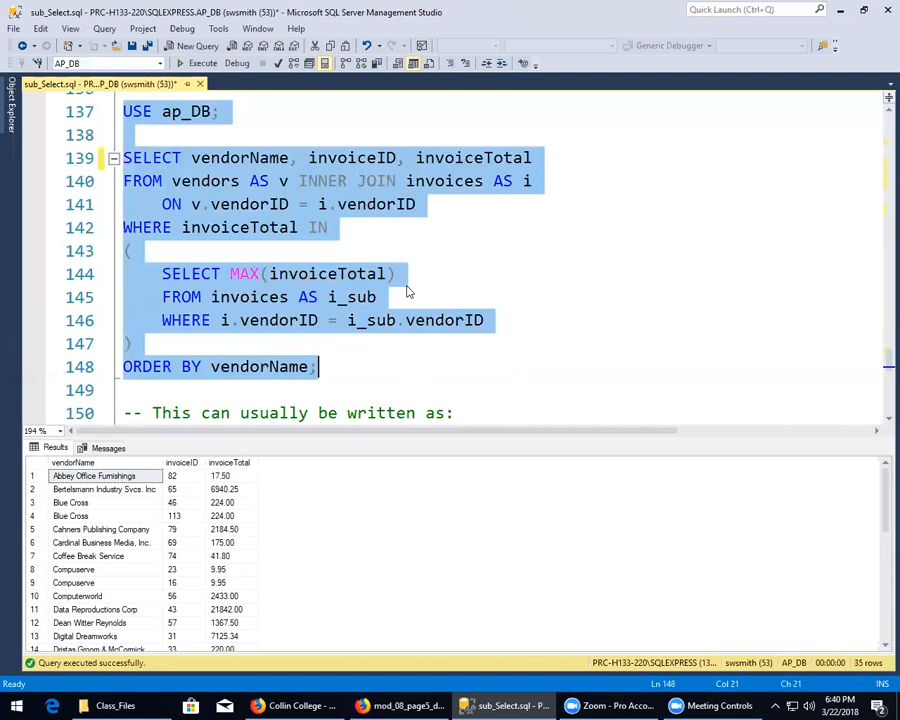 sub_Select.sql - PRC-H133-220\SQLEXPRESS.AP_DB (swsmith (53))* - Microsoft SQL Server Management Studio
Quick Launch (Ctrl+Q)
File Edit View Query Project Debug Tools Window Help
New Query
Generic Debugger
AP_DB
Execute Debug
sub_Select.sql - PR...P_DB (swsmith (53))*
Object Explorer
137 USE ap_DB;
138
139 SELECT vendorName, invoiceID, invoiceTotal
140 FROM vendors AS v INNER JOIN invoices AS i
141 ON v.vendorID = i.vendorID
142 WHERE invoiceTotal IN
143 (
144 SELECT MAX(invoiceTotal)
145 FROM invoices AS i_sub
146 WHERE i.vendorID = i_sub.vendorID
147 )
148 ORDER BY vendorName;
149
150 -- This can usually be written as:
194 %
Results Messages
vendorName invoiceID invoiceTotal
1 Abbey Office Furnishings 82 17.50
2 Bertelsmann Industry Svcs. Inc 65 6940.25
3 Blue Cross 46 224.00
4 Blue Cross 113 224.00
5 Cahners Publishing Company 79 2184.50
6 Cardinal Business Media, Inc. 69 175.00
7 Coffee Break Service 74 41.80
8 Compuserve 23 9.95
9 Compuserve 16 9.95
10 Computerworld 56 2433.00
11 Data Reproductions Corp 43 21842.00
12 Dean Witter Reynolds 57 1367.50
13 Digital Dreamworks 31 7125.34
14 Dristas Groom & McCormick 33 220.00
Query executed successfully.
PRC-H133-220\SQLEXPRESS (13... swsmith (53) AP_DB 00:00:00 35 rows
Ready
Ln 148 Col 21 Ch 21 INS
Class_Files
Collin College - ...
mod_08_page5_d...
sub_Select.sql - P...
Zoom - Pro Acco...
Meeting Controls
6:40 PM
3/22/2018
2